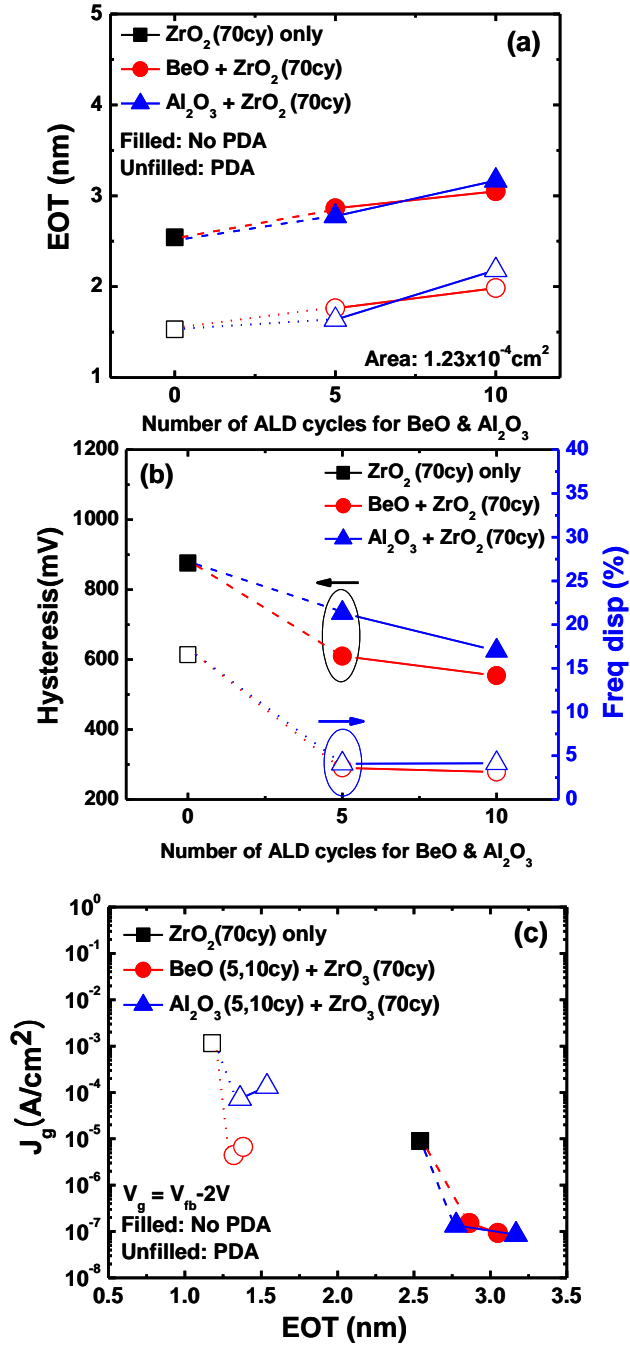 5
4
3
2
1
EOT (nm)
ZrO2 (70cy) only
BeO + ZrO2 (70cy)
Al2O3 + ZrO2 (70cy)
Filled: No PDA
Unfilled: PDA
(a)
Area: 1.23x10-4cm2
0 5 10
Number of ALD cycles for BeO & Al2O3
1200
1000
800
600
400
200
Hysteresis(mV)
(b)
ZrO2 (70cy) only
BeO + ZrO2 (70cy)
Al2O3 + ZrO2 (70cy)
40
35
30
25
20
15
10
5
0
Freq disp (%)
0 5 10
Number of ALD cycles for BeO & Al2O3
10^0
10^-1
10^-2
10^-3
10^-4
10^-5
10^-6
10^-7
10^-8
Jg(A/cm2)
ZrO2(70cy) only
BeO (5,10cy) + ZrO3 (70cy)
Al2O3 (5,10cy) + ZrO3 (70cy)
(c)
Vg = Vfb-2V
Filled: No PDA
Unfilled: PDA
0.5 1.0 1.5 2.0 2.5 3.0 3.5
EOT (nm)